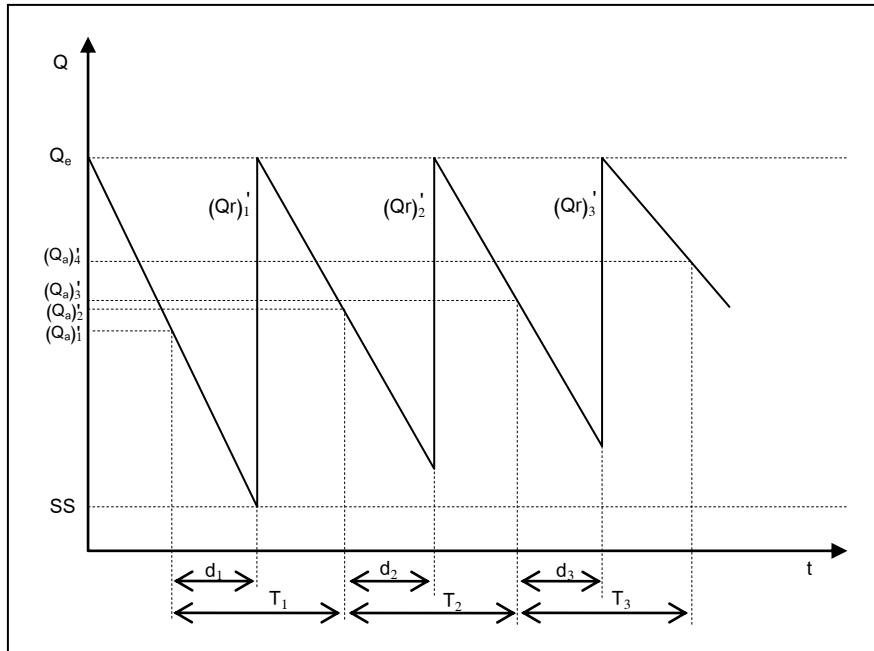 Q
Qₑ
(Qr)₁'
(Qr)₂'
(Qr)₃'
(Qₐ)₄'
(Qₐ)₃'
(Qₐ)₂'
(Qₐ)₁'
SS
t
d₁
d₂
d₃
T₁
T₂
T₃